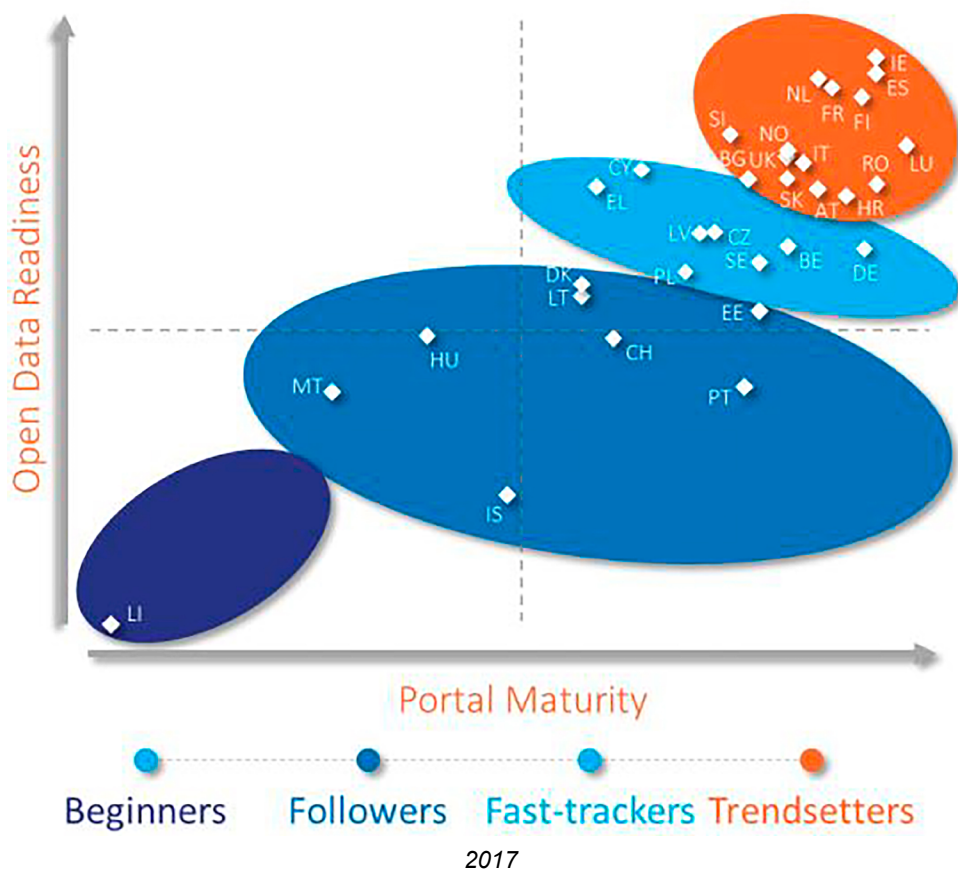 Open Data Readiness
IE
ES
NL
FR
FI
SI
NO
IT
LU
BG
UK
RO
SK
AT
HR
CY
EL
LV
CZ
SE
BE
DE
PL
DK
LT
EE
HU
CH
MT
PT
IS
LI
Portal Maturity
Beginners Followers Fast-trackers Trendsetters
2017